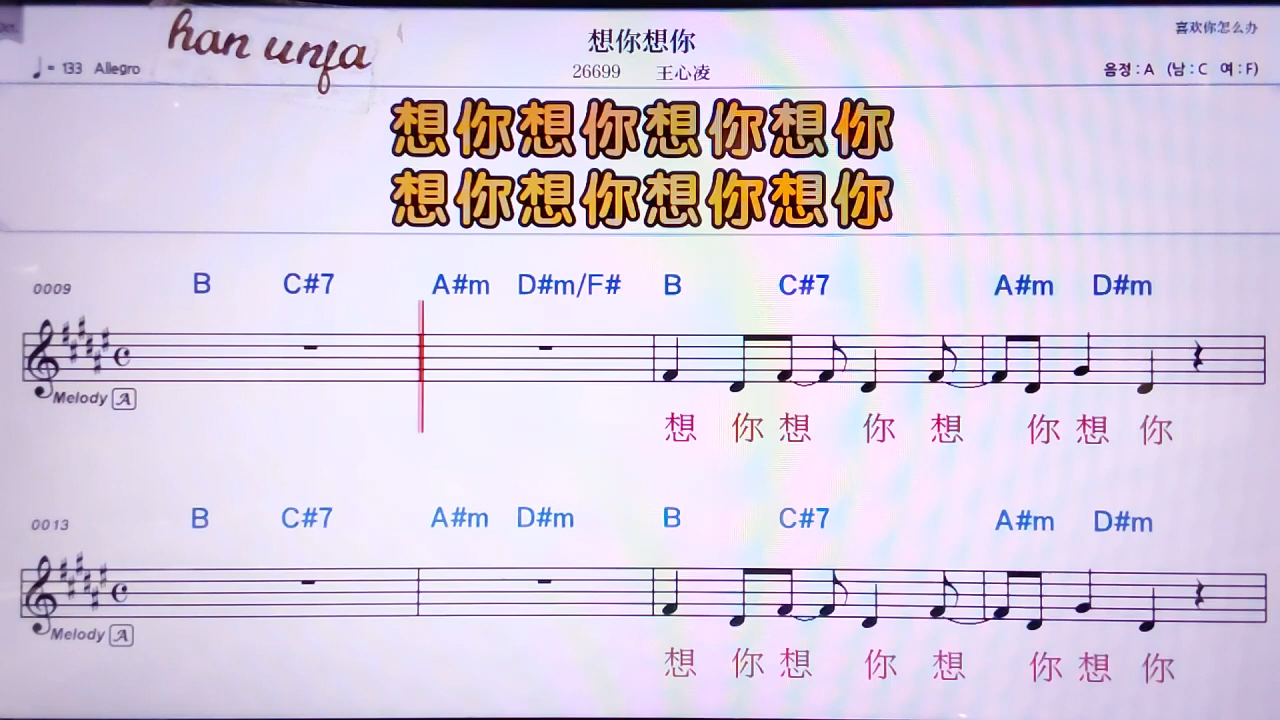 han unfa
想你想你
喜欢你怎么办
♩= 133 Allegro
26699 王心凌
음정 : A (남 : C 여 : F)
想你想你想你想你
想你想你想你想你
0009 B C#7 A#m D#m/F# B C#7 A#m D#m
Melody A
想 你 想 你 想 你 想 你
0013 B C#7 A#m D#m B C#7 A#m D#m
Melody A
想 你 想 你 想 你 想 你